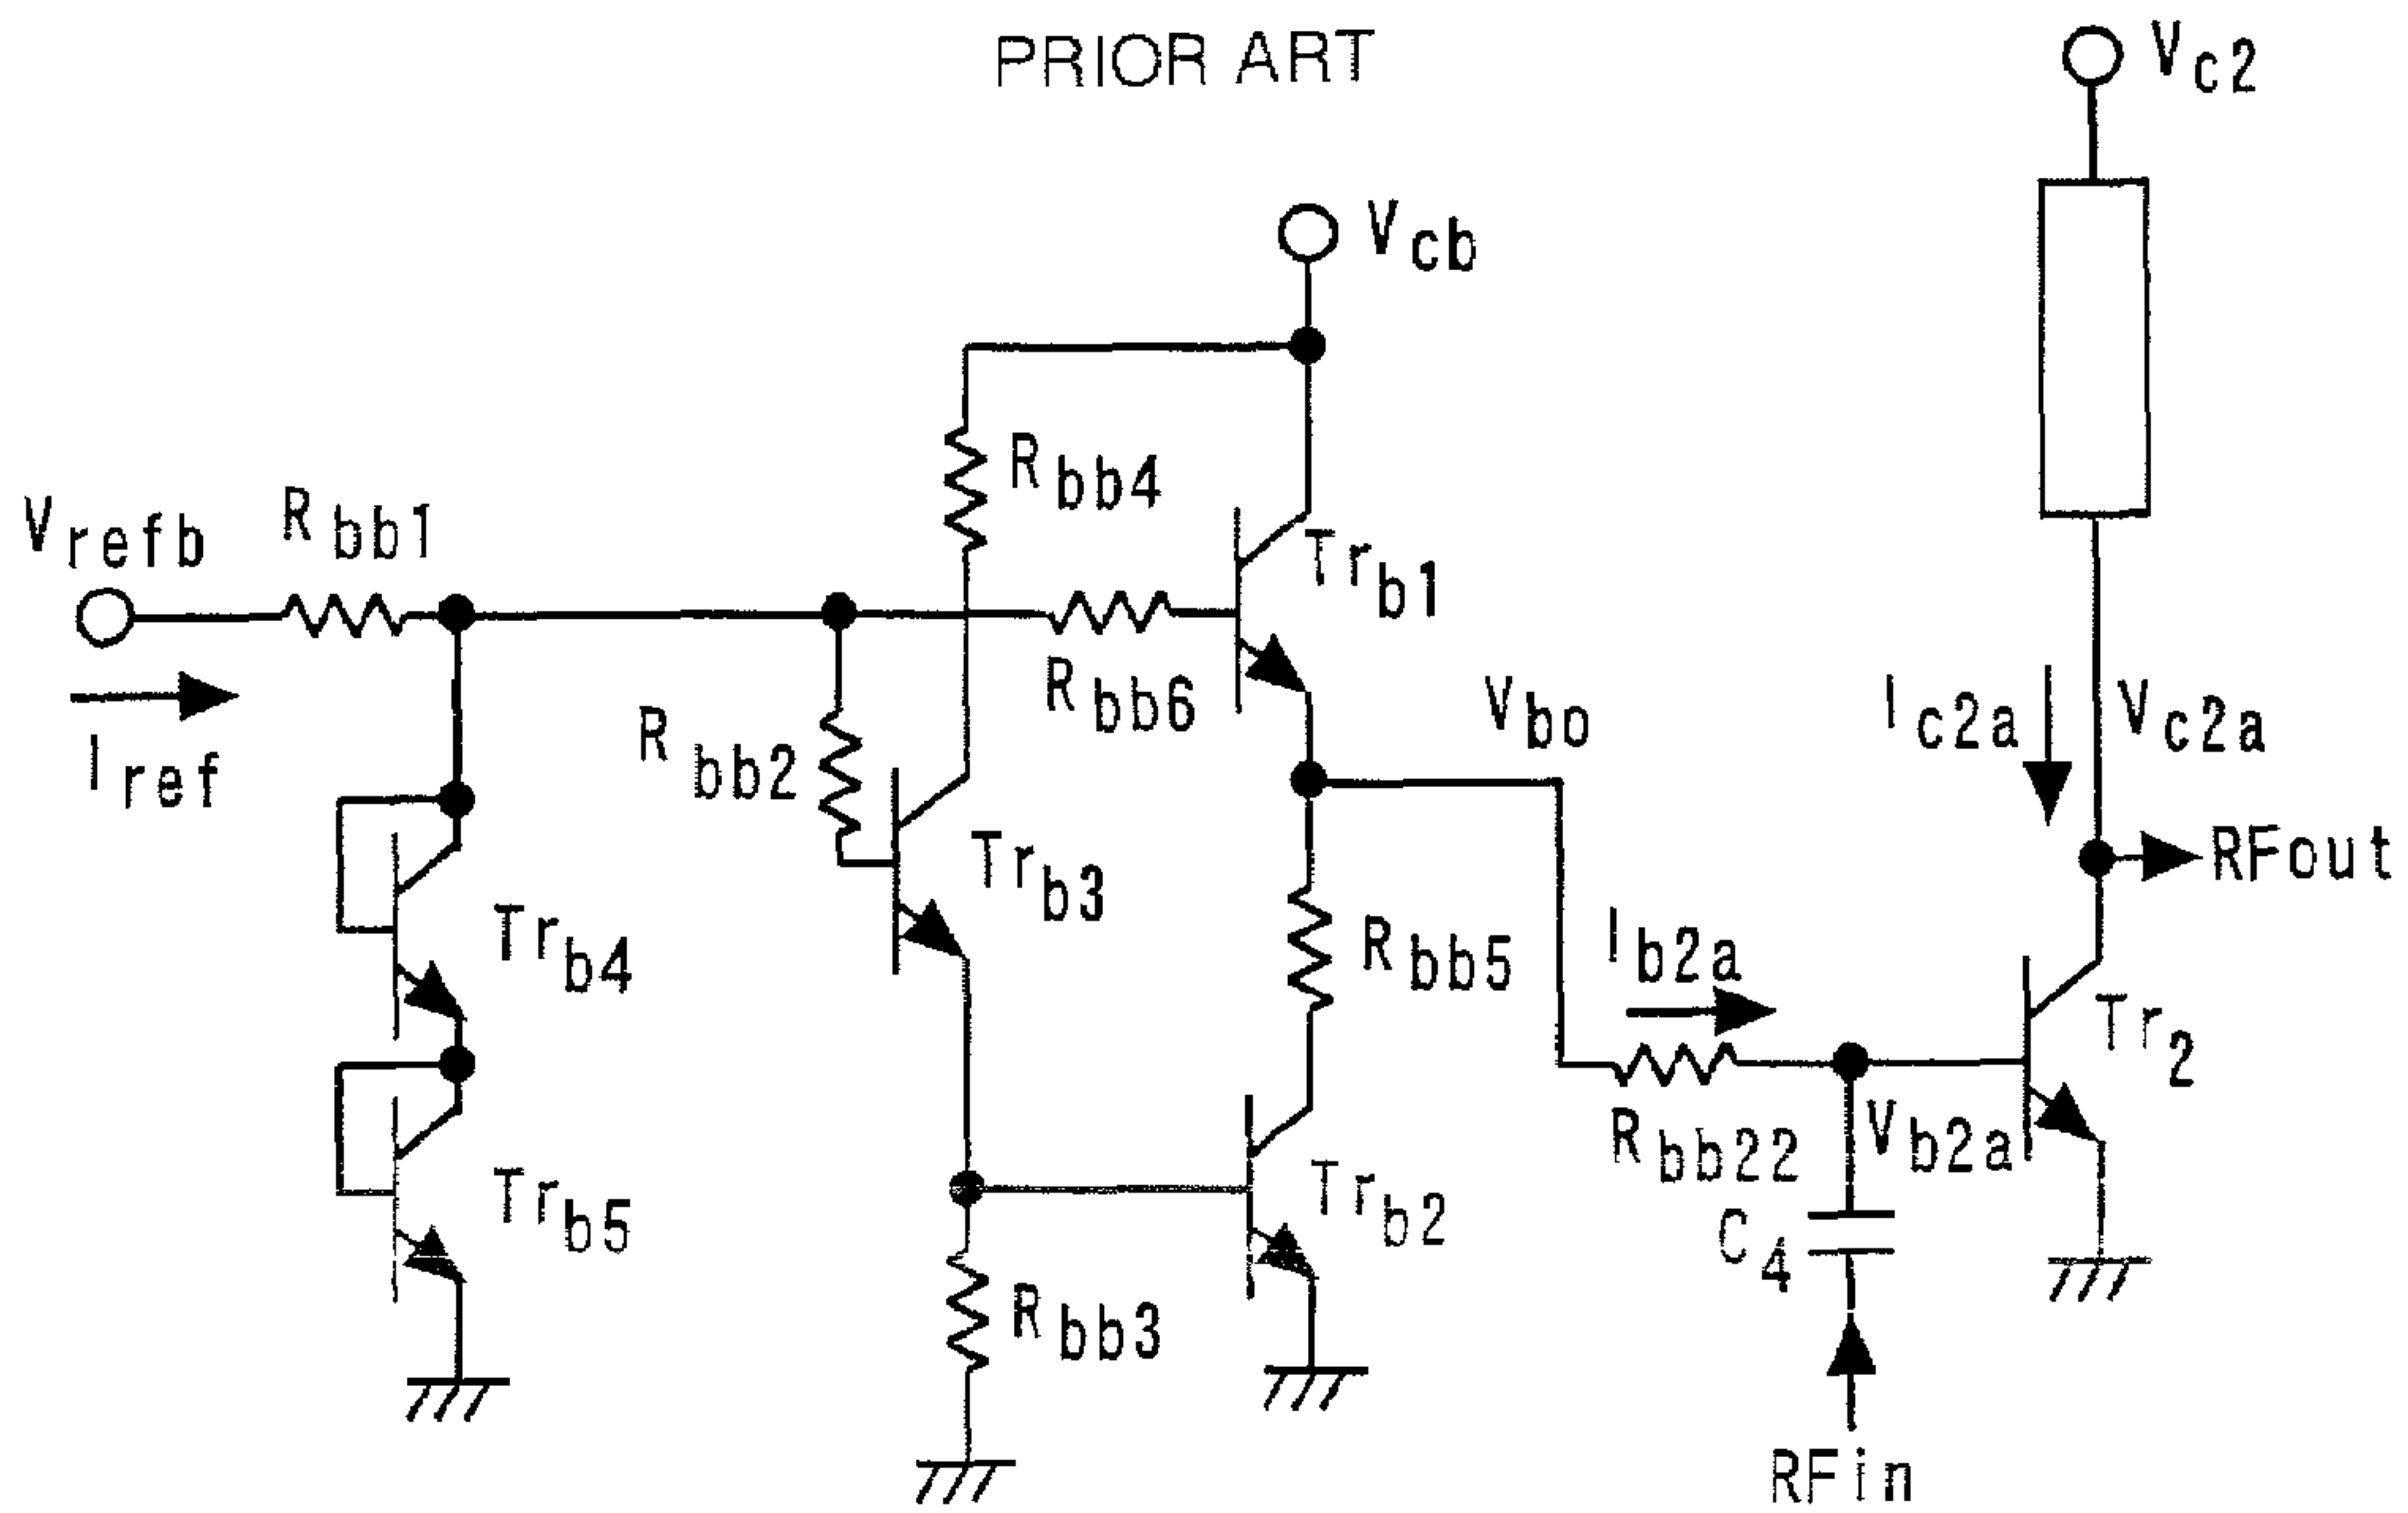 PRIOR ART
Vc2
Vcb
Rbb4
Vrefb
Rbb1
Trb1
Rbb6
Iref
Rbb2
Vbo
Ic2a
Vc2a
Trb3
RFout
Trb4
Rbb5
Ib2a
Tr2
Rbb22
Vb2a
Trb5
Trb2
C4
Rbb3
RFin